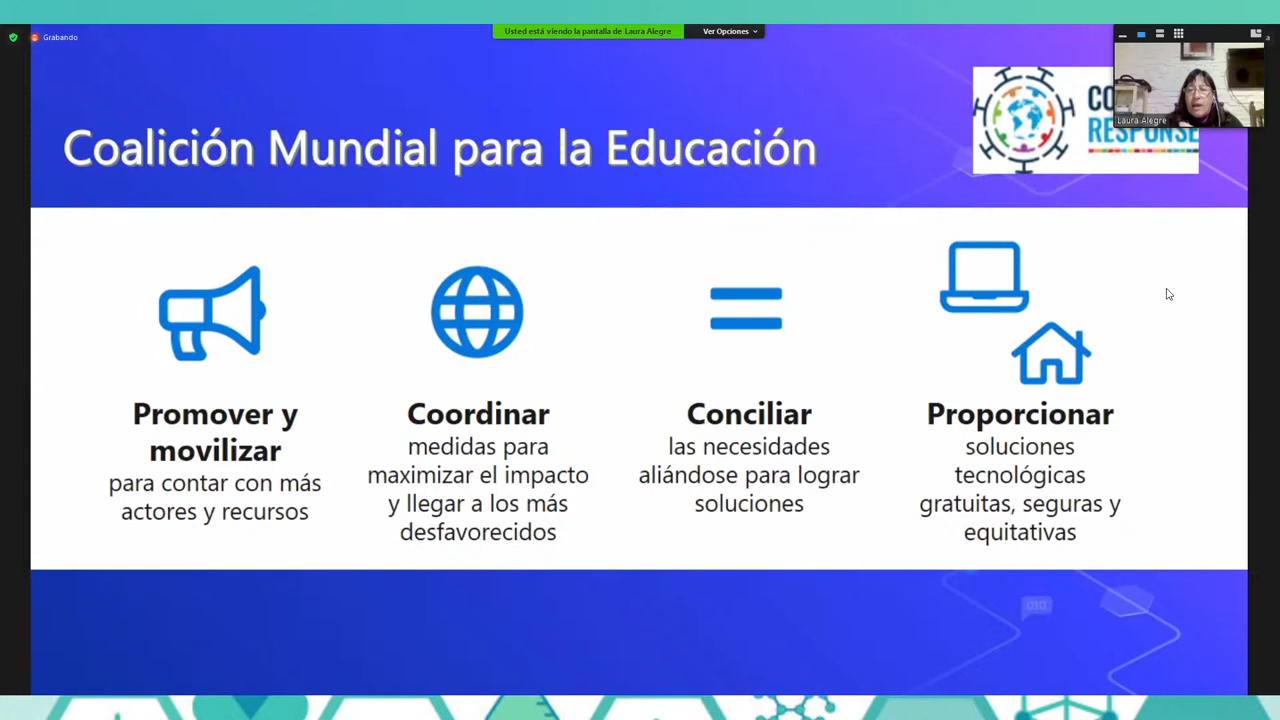 Usted está viendo la pantalla de Laura Alegre
Ver Opciones
Grabando
Laura Alegre
RESPONSE
Coalición Mundial para la Educación
Promover y
movilizar
para contar con más
actores y recursos
Coordinar
medidas para
maximizar el impacto
y llegar a los más
desfavorecidos
Conciliar
las necesidades
aliándose para lograr
soluciones
Proporcionar
soluciones
tecnológicas
gratuitas, seguras y
equitativas
010